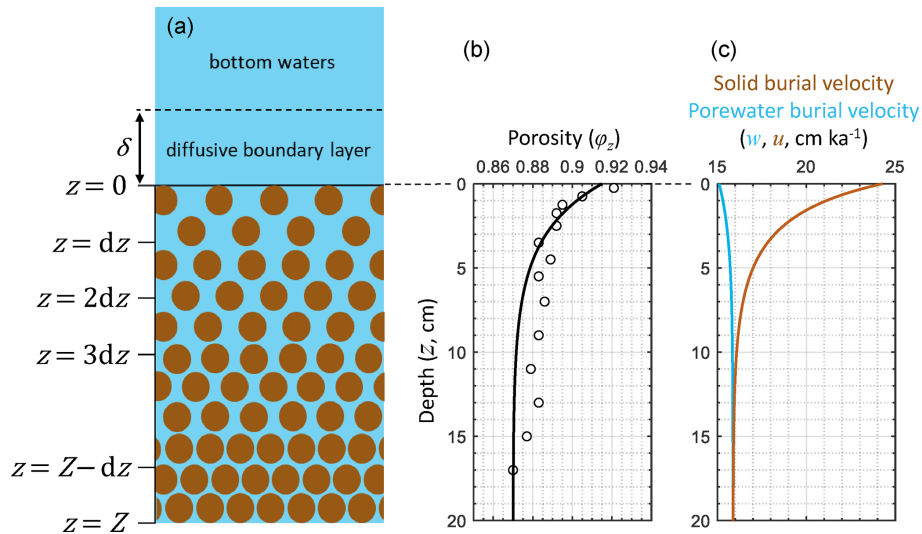 (a)
bottom waters
δ
diffusive boundary layer
z = 0
z = dz
z = 2dz
z = 3dz
z = Z − dz
z = Z
(b)
Porosity (φz)
0.86 0.88 0.9 0.92 0.94
0
5
10
15
20
Depth (z, cm)
(c)
Solid burial velocity
Porewater burial velocity
(w, u, cm ka⁻¹)
15 20 25
0
5
10
15
20